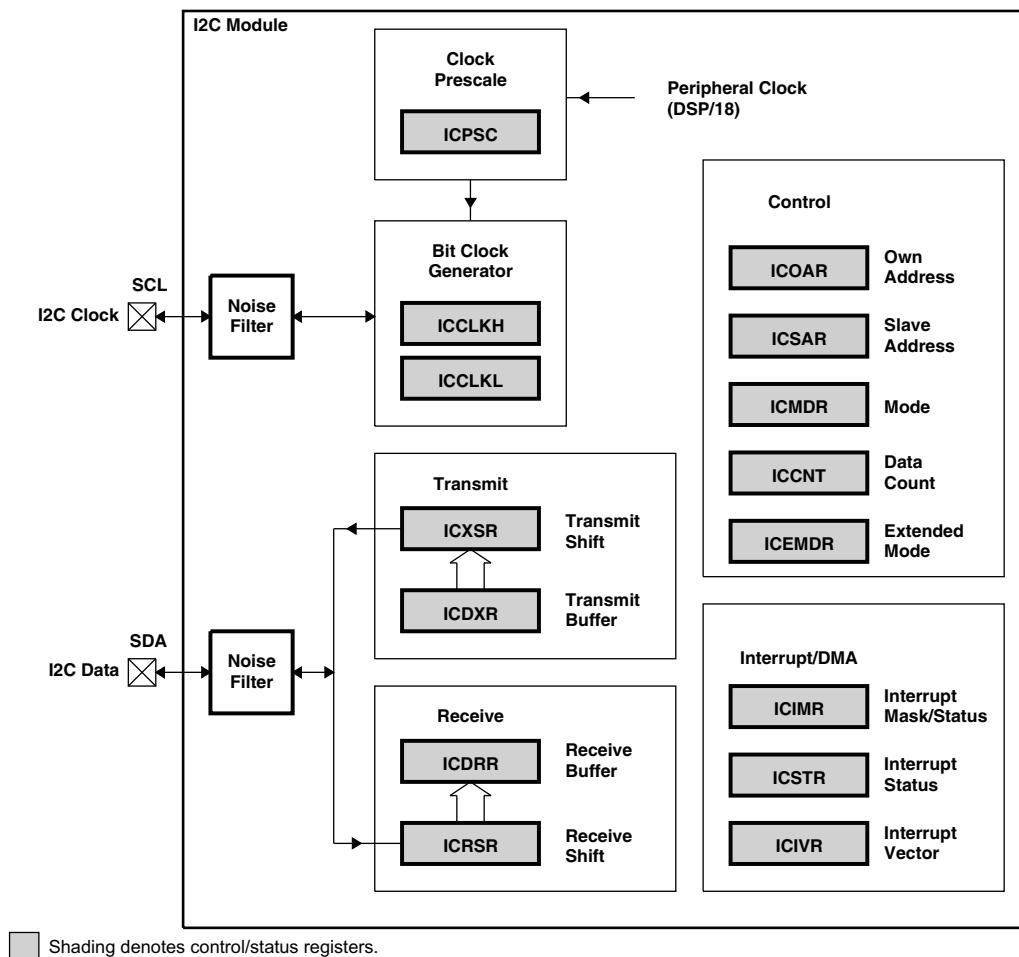 I2C Module
Clock
Prescale
ICPSC
Peripheral Clock
(DSP/18)
Bit Clock
Generator
ICCLKH
ICCLKL
SCL
I2C Clock
Noise
Filter
Control
ICOAR
Own
Address
ICSAR
Slave
Address
ICMDR
Mode
ICCNT
Data
Count
ICEMDR
Extended
Mode
Transmit
ICXSR
Transmit
Shift
ICDXR
Transmit
Buffer
SDA
I2C Data
Noise
Filter
Receive
ICDRR
Receive
Buffer
ICRSR
Receive
Shift
Interrupt/DMA
ICIMR
Interrupt
Mask/Status
ICSTR
Interrupt
Status
ICIVR
Interrupt
Vector
Shading denotes control/status registers.